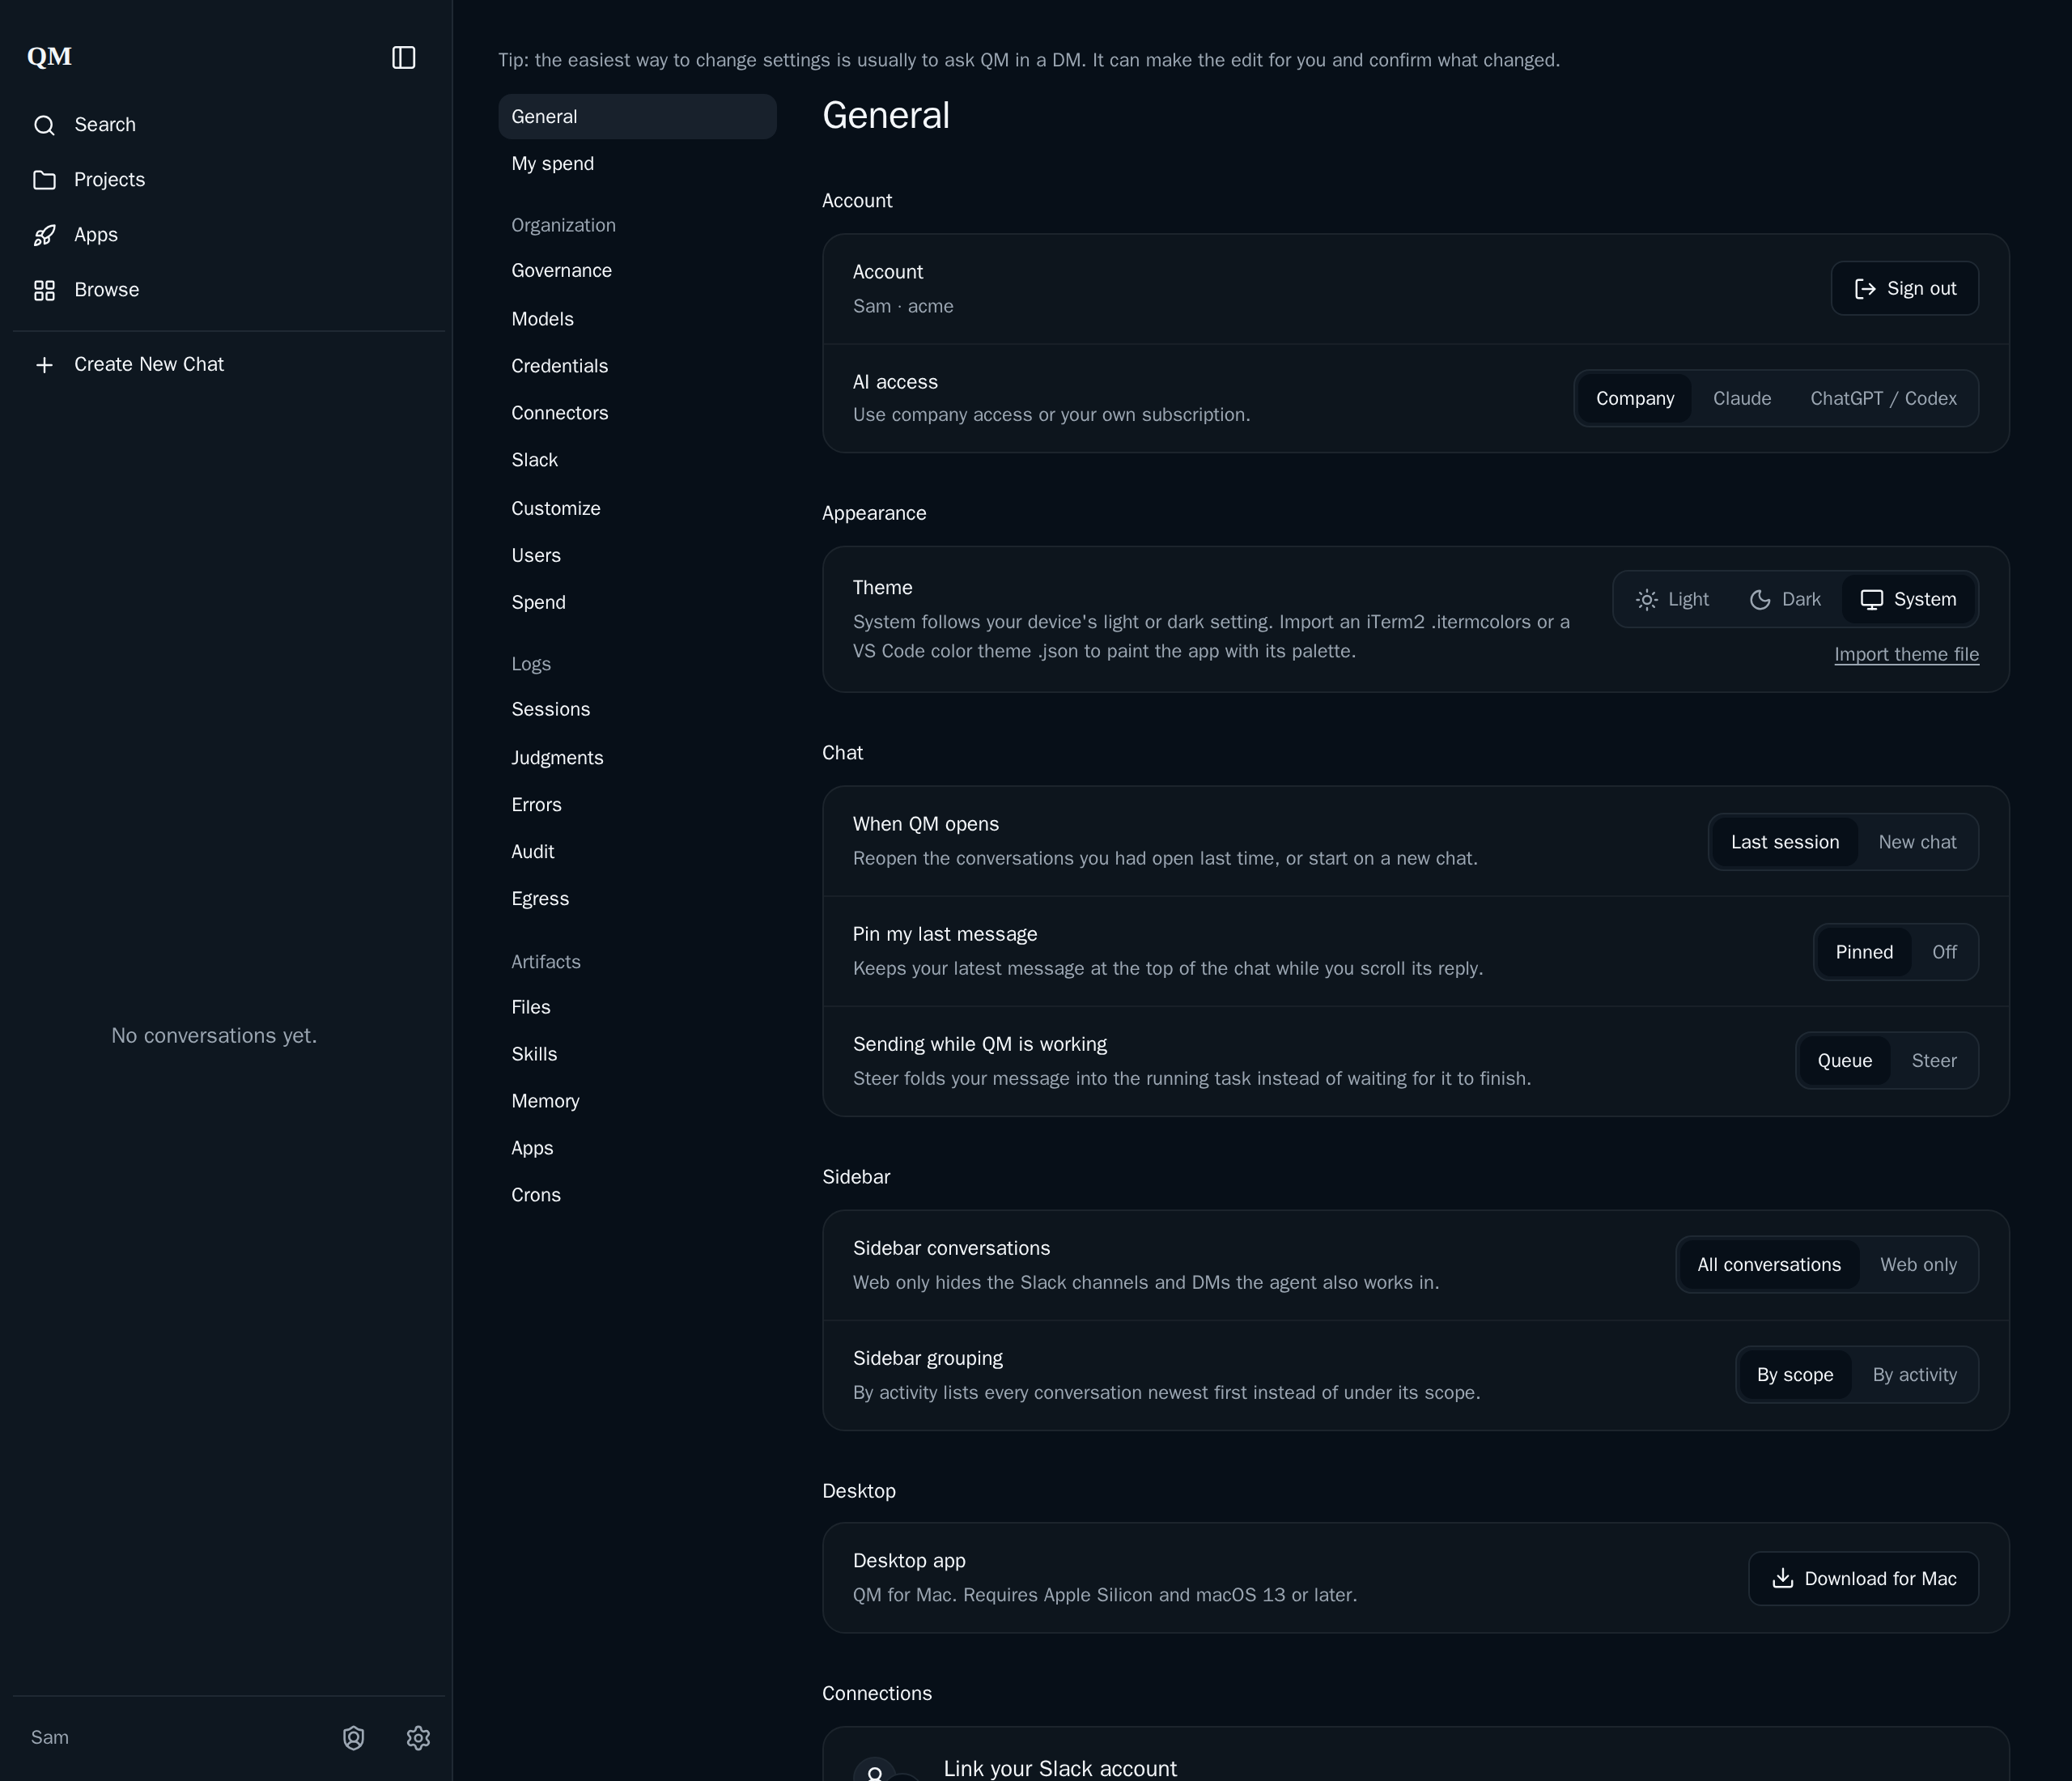 QM
Search
Projects
Apps
Browse
Create New Chat
No conversations yet.
Sam
Tip: the easiest way to change settings is usually to ask QM in a DM. It can make the edit for you and confirm what changed.
General
My spend
Organization
Governance
Models
Credentials
Connectors
Slack
Customize
Users
Spend
Logs
Sessions
Judgments
Errors
Audit
Egress
Artifacts
Files
Skills
Memory
Apps
Crons
General
Account
Account
Sam · acme
Sign out
AI access
Use company access or your own subscription.
Company Claude ChatGPT / Codex
Appearance
Theme
System follows your device's light or dark setting. Import an iTerm2 .itermcolors or a
VS Code color theme .json to paint the app with its palette.
Light Dark System
Import theme file
Chat
When QM opens
Reopen the conversations you had open last time, or start on a new chat.
Last session New chat
Pin my last message
Keeps your latest message at the top of the chat while you scroll its reply.
Pinned Off
Sending while QM is working
Steer folds your message into the running task instead of waiting for it to finish.
Queue Steer
Sidebar
Sidebar conversations
Web only hides the Slack channels and DMs the agent also works in.
All conversations Web only
Sidebar grouping
By activity lists every conversation newest first instead of under its scope.
By scope By activity
Desktop
Desktop app
QM for Mac. Requires Apple Silicon and macOS 13 or later.
Download for Mac
Connections
Link your Slack account